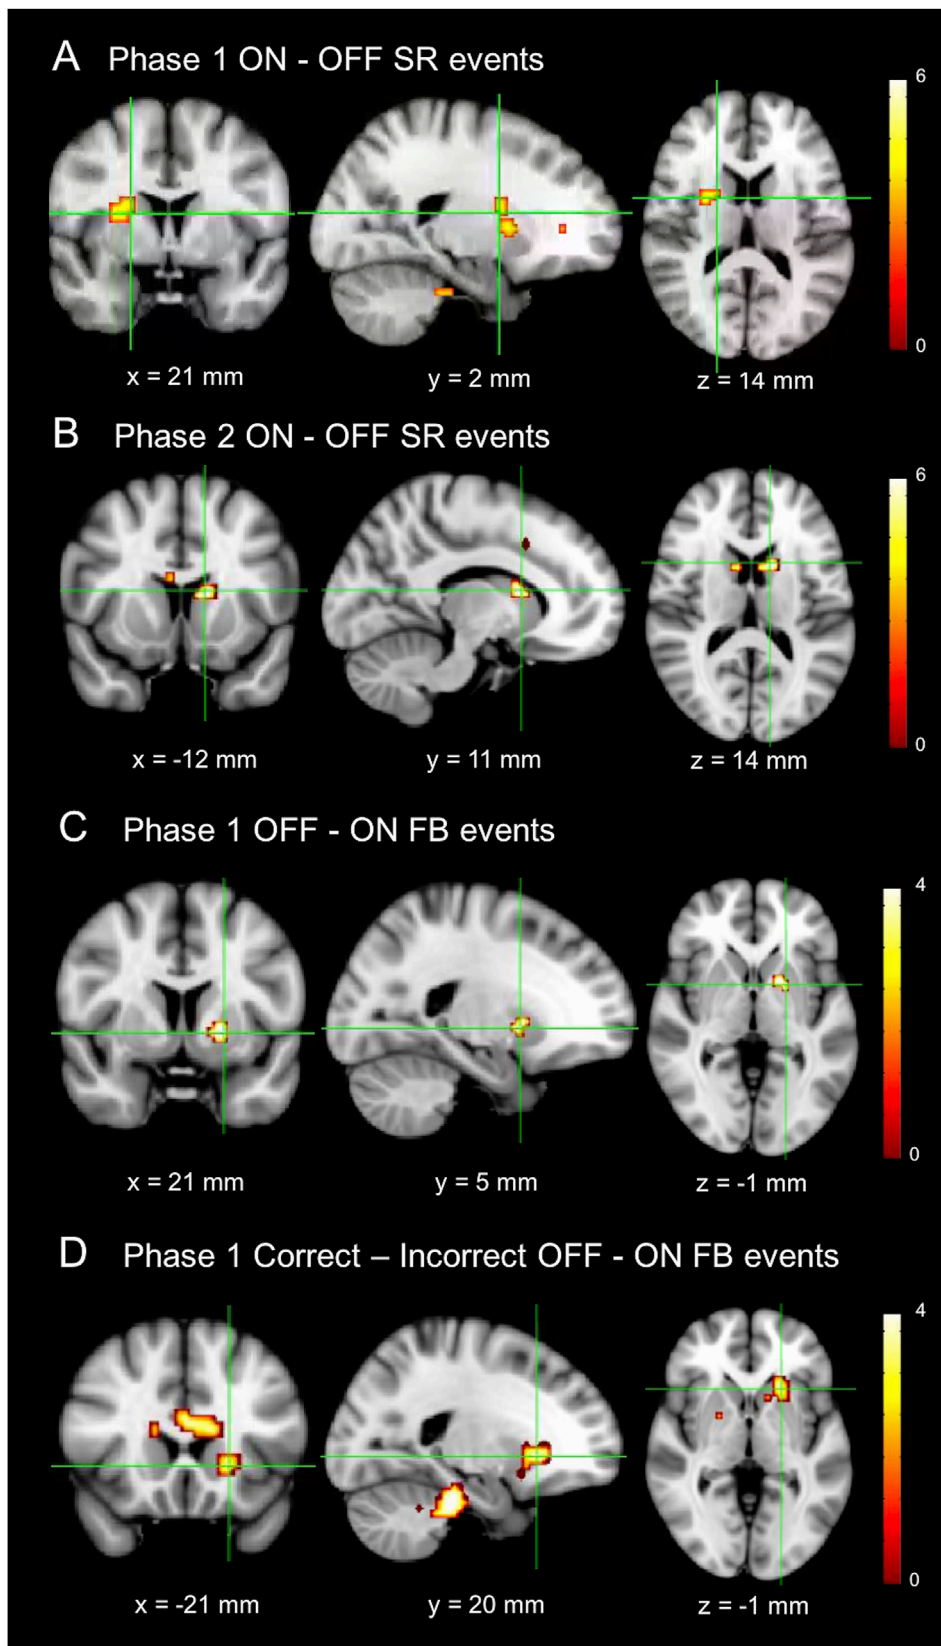 A Phase 1 ON - OFF SR events
6
0
x = 21 mm y = 2 mm z = 14 mm
B Phase 2 ON - OFF SR events
6
0
x = -12 mm y = 11 mm z = 14 mm
C Phase 1 OFF - ON FB events
4
0
x = 21 mm y = 5 mm z = -1 mm
D Phase 1 Correct – Incorrect OFF - ON FB events
4
0
x = -21 mm y = 20 mm z = -1 mm